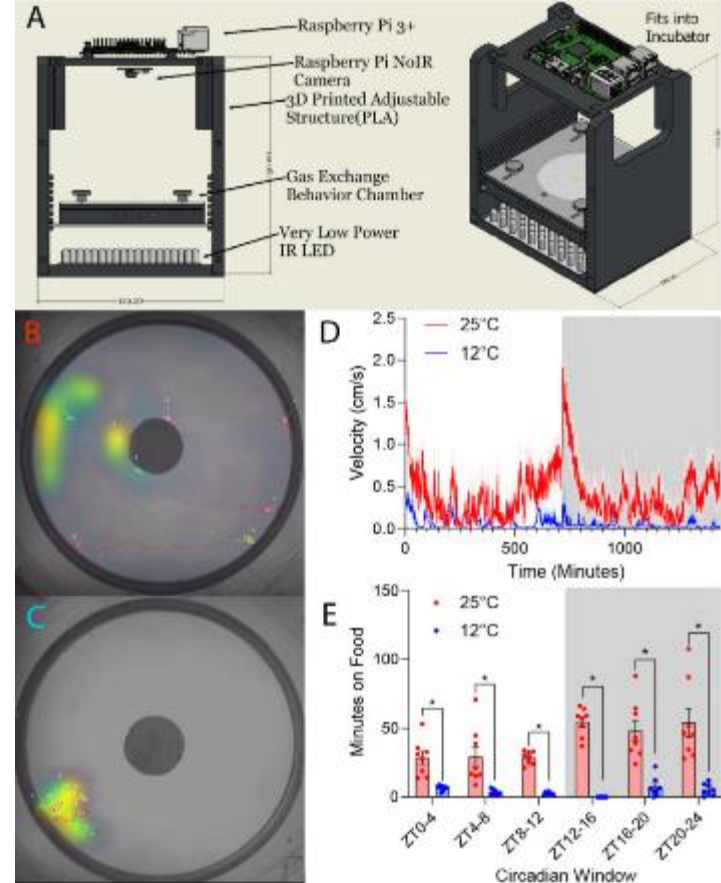 A
Raspberry Pi 3+
Raspberry Pi NoIR
Camera
3D Printed Adjustable
Structure(PLA)
Gas Exchange
Behavior Chamber
Very Low Power
IR LED
Fits into
Incubator
B
C
D
25°C
12°C
2.5
2.0
1.5
1.0
0.5
0.0
Velocity (cm/s)
0
500
1000
Time (Minutes)
E
25°C
12°C
150
100
50
0
Minutes on Food
* * * * * *
ZT0-4
ZT4-8
ZT8-12
ZT12-16
ZT16-20
ZT20-24
Circadian Window